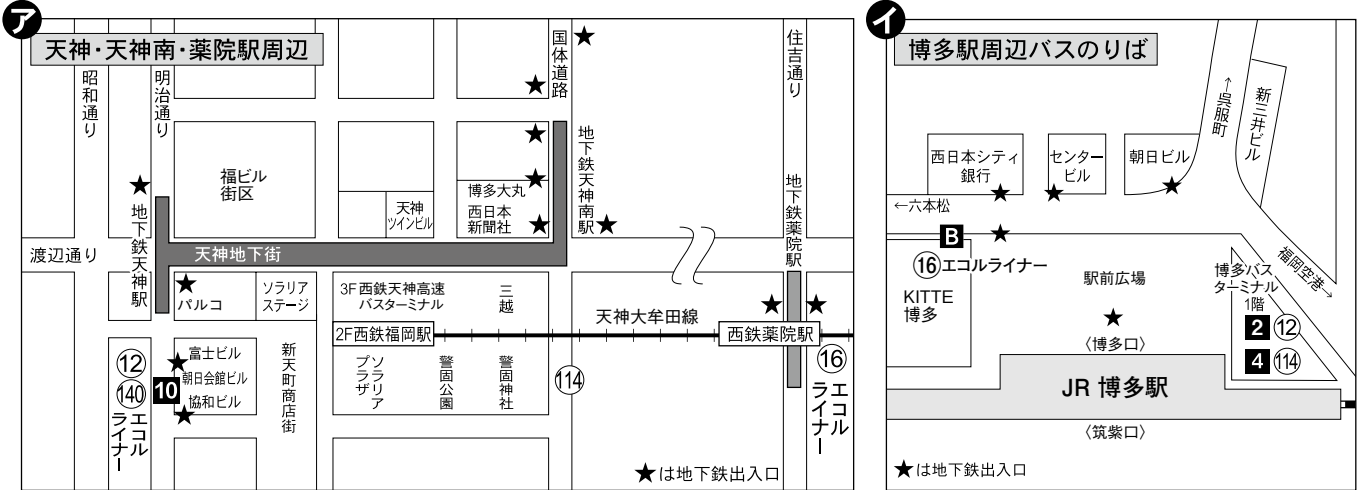 ア
天神・天神南・薬院駅周辺
昭和通り
明治通り
国体道路
住吉通り
福ビル
街区
天神
ツインビル
博多大丸
西日本
新聞社
地下鉄天神南駅
地下鉄薬院駅
地下鉄天神駅
渡辺通り
天神地下街
パルコ
ソラリア
ステージ
3F西鉄天神高速
バスターミナル
三越
天神大牟田線
2F西鉄福岡駅
西鉄薬院駅
富士ビル
朝日会館ビル
協和ビル
10
⑫
140
エコル
ライナー
新天町商店街
ソラリア
プラザ
警固公園
警固神社
114
⑯
エコル
ライナー
★は地下鉄出入口
イ
博多駅周辺バスのりば
←呉服町
新三井ビル
西日本シティ
銀行
センター
ビル
朝日ビル
←六本松
B
⑯エコルライナー
福岡空港→
KITTE
博多
駅前広場
博多バス
ターミナル
1階
2 ⑫
4 114
〈博多口〉
JR 博多駅
〈筑紫口〉
★は地下鉄出入口